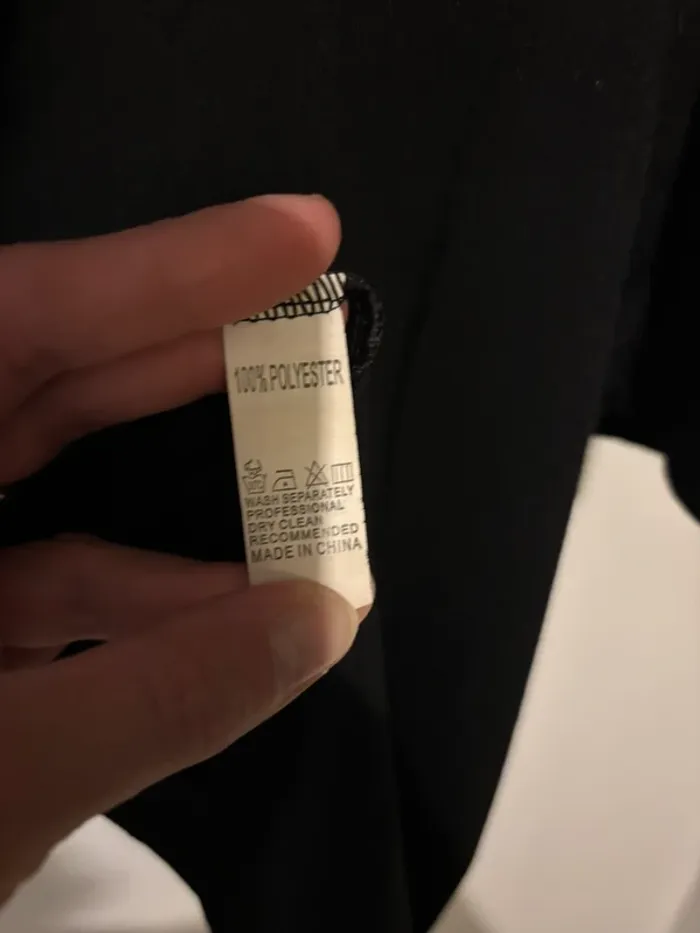 100% POLYESTER
WASH SEPARATELY
PROFESSIONAL
DRY CLEAN
RECOMMENDED
MADE IN CHINA